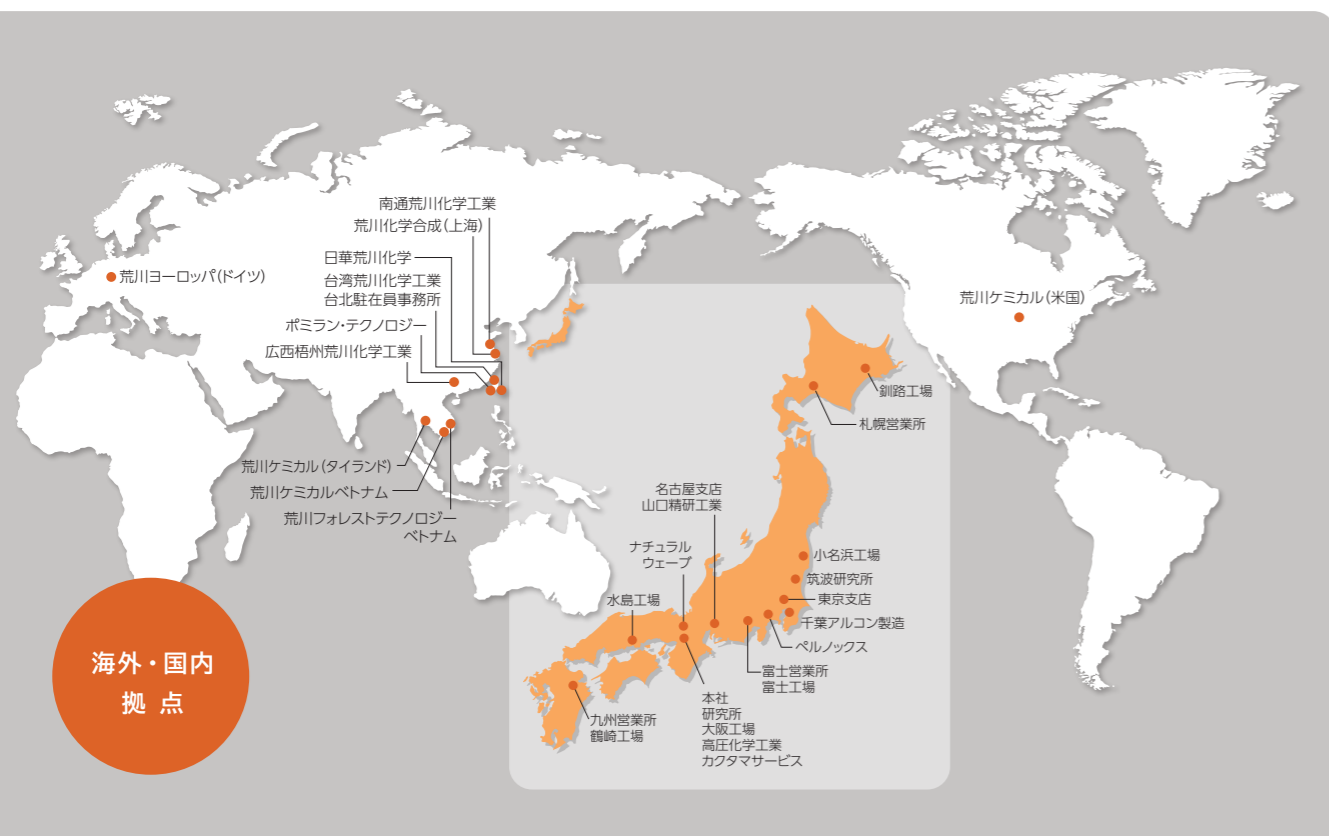 南通荒川化学工業
荒川化学合成(上海)
日華荒川化学
台湾荒川化学工業
台北駐在員事務所
ポミラン・テクノロジー
広西梧州荒川化学工業
荒川ヨーロッパ(ドイツ)
荒川ケミカル(米国)
荒川ケミカル(タイランド)
荒川ケミカルベトナム
荒川フォレストテクノロジー
ベトナム
釧路工場
札幌営業所
名古屋支店
山口精研工業
ナチュラル
ウェーブ
水島工場
小名浜工場
筑波研究所
東京支店
千葉アルコン製造
ペルノックス
富士営業所
富士工場
本社
研究所
大阪工場
高圧化学工業
カクタマサービス
九州営業所
鶴崎工場
海外・国内
拠 点